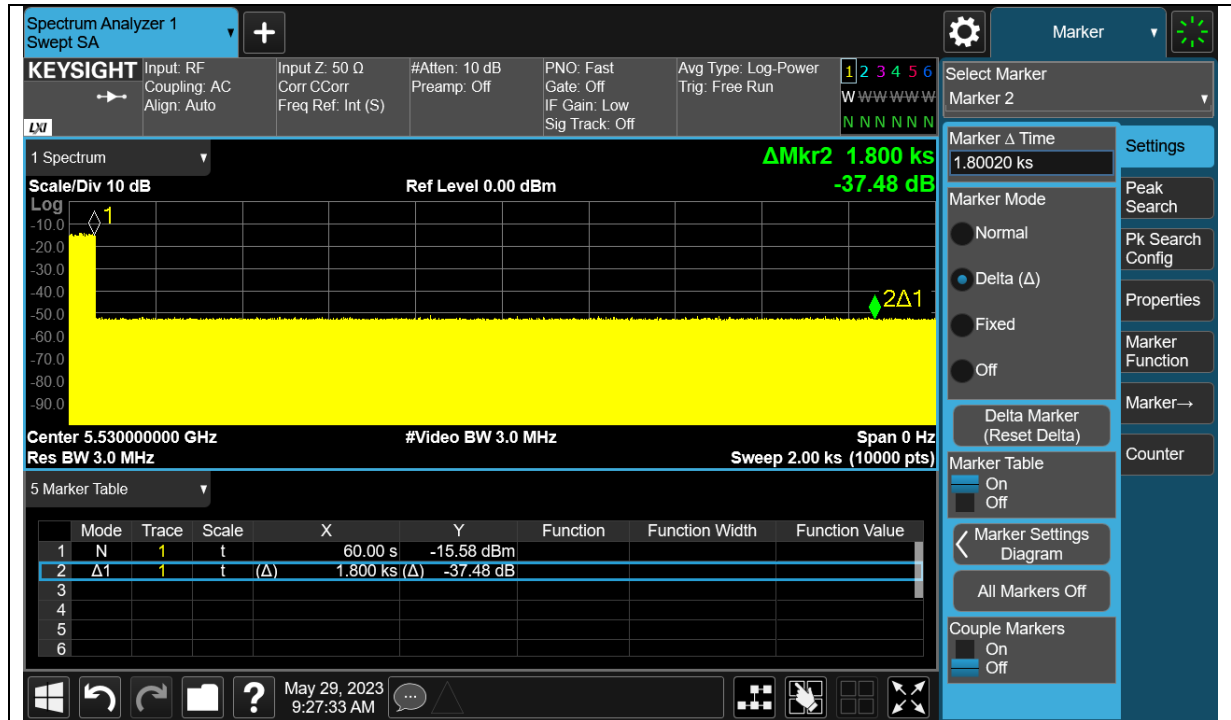 Spectrum Analyzer 1
Swept SA
+
Marker
KEYSIGHT
LXI
Input: RF
Coupling: AC
Align: Auto
Input Z: 50 Ω
Corr CCorr
Freq Ref: Int (S)
#Atten: 10 dB
Preamp: Off
PNO: Fast
Gate: Off
IF Gain: Low
Sig Track: Off
Avg Type: Log-Power
Trig: Free Run
1 2 3 4 5 6
W W W W W W
N N N N N N
Select Marker
Marker 2
1 Spectrum
ΔMkr2 1.800 ks
-37.48 dB
Scale/Div 10 dB
Ref Level 0.00 dBm
Log
-10.0
-20.0
-30.0
-40.0
-50.0
-60.0
-70.0
-80.0
-90.0
1
2Δ1
Center 5.530000000 GHz
#Video BW 3.0 MHz
Span 0 Hz
Res BW 3.0 MHz
Sweep 2.00 ks (10000 pts)
5 Marker Table
Mode Trace Scale X Y Function Function Width Function Value
1 N 1 t 60.00 s -15.58 dBm
2 Δ1 1 t (Δ) 1.800 ks (Δ) -37.48 dB
3
4
5
6
Marker Δ Time
1.80020 ks
Marker Mode
Normal
Delta (Δ)
Fixed
Off
Delta Marker
(Reset Delta)
Marker Table
On
Off
Marker Settings
Diagram
All Markers Off
Couple Markers
On
Off
Settings
Peak
Search
Pk Search
Config
Properties
Marker
Function
Marker→
Counter
?
May 29, 2023
9:27:33 AM